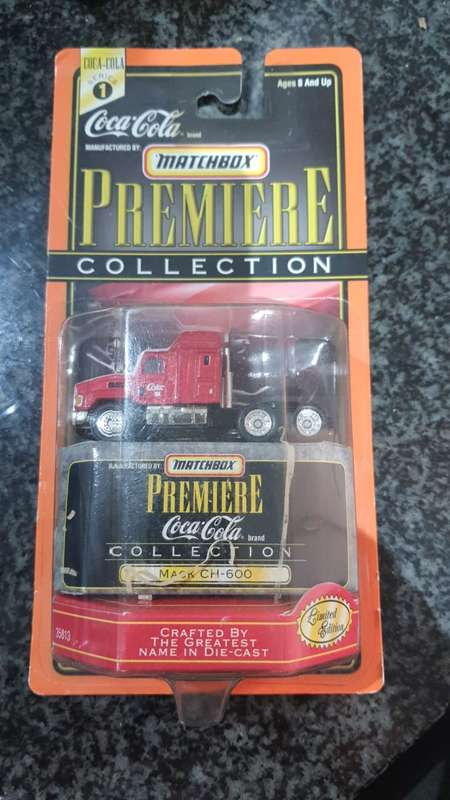 COCA-COLA
SERIES
1
Ages 8 And Up
Coca-Cola brand
MANUFACTURED BY:
MATCHBOX
PREMIERE
COLLECTION
MANUFACTURED BY:
MATCHBOX
PREMIERE
Coca-Cola brand
COLLECTION
MACK CH-600
35813
CRAFTED BY
THE GREATEST
NAME IN DIE-CAST
Limited
Edition